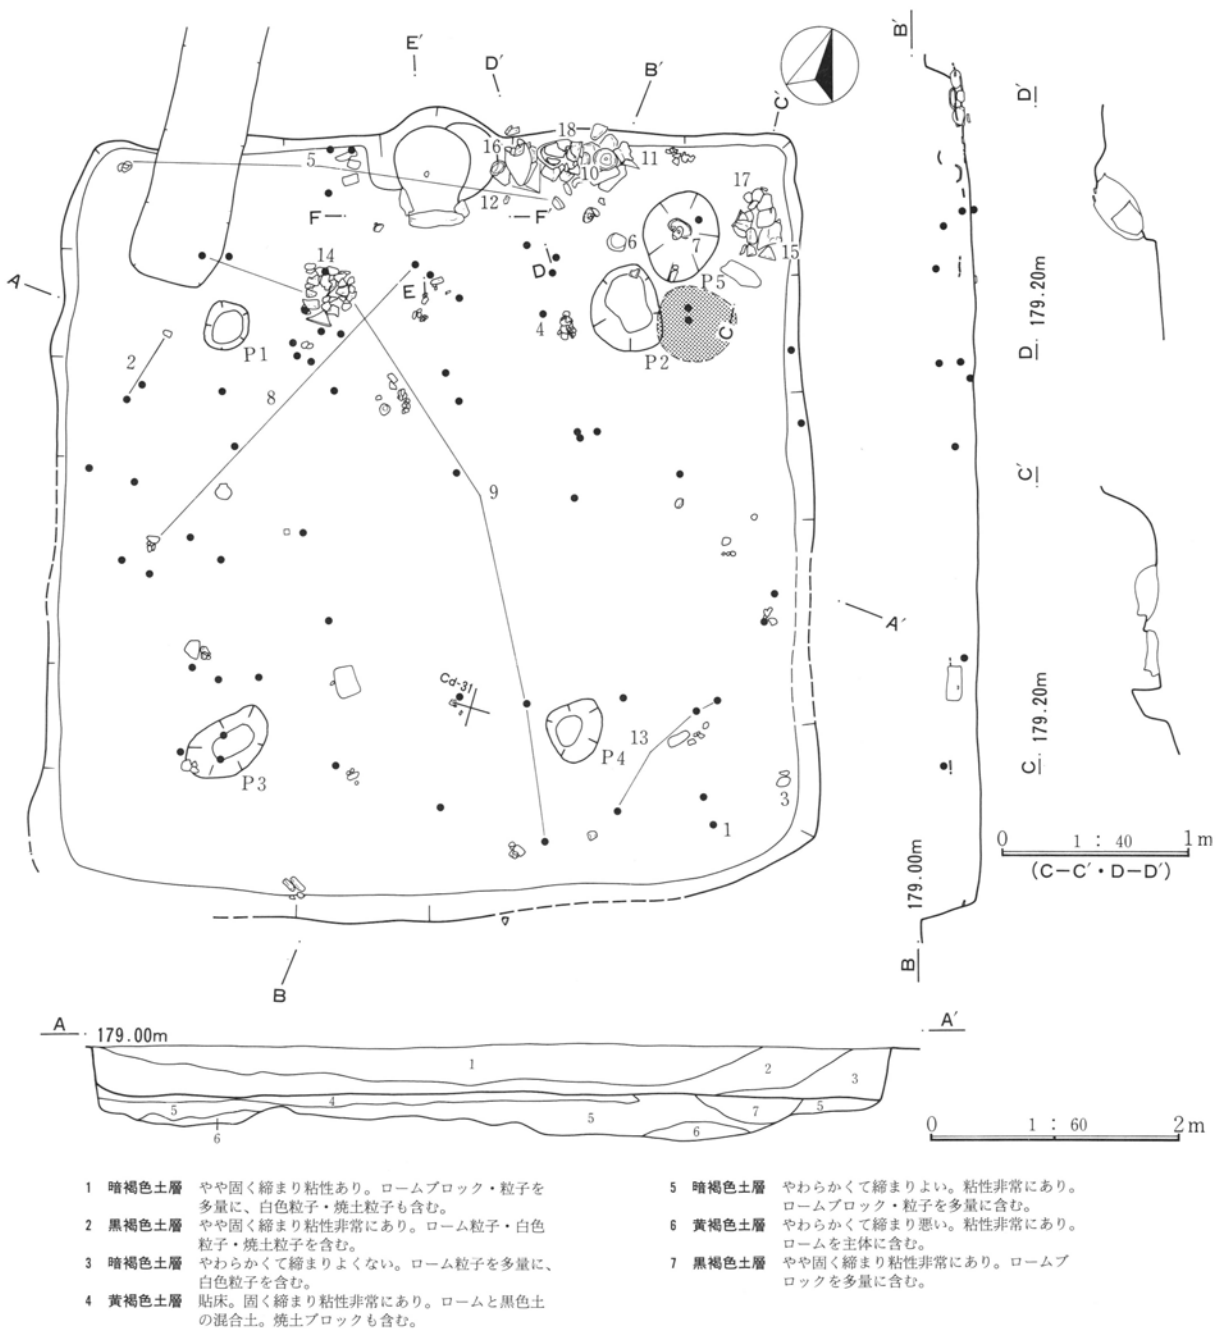 E′
D′
B′
C′
B′
D′
5
16
18
10
11
12
17
F
F′
6
7
15
14
D
P5
A
E
4
C
P1
P2
2
8
D 179.20m
C′
9
A′
Cd-31
13
P4
P3
3
1
C 179.20m
0 1 : 40 1m
(C−C′・D−D′)
179.00m
B
B
A 179.00m
A′
1
2
3
4
5
5
5
7
6
6
0 1 : 60 2m
1 暗褐色土層 やや固く締まり粘性あり。ロームブロック・粒子を
多量に、白色粒子・焼土粒子も含む。
2 黒褐色土層 やや固く締まり粘性非常にあり。ローム粒子・白色
粒子・焼土粒子を含む。
3 暗褐色土層 やわらかくて締まりよくない。ローム粒子を多量に、
白色粒子を含む。
4 黄褐色土層 貼床。固く締まり粘性非常にあり。ロームと黒色土
の混合土。焼土ブロックも含む。
5 暗褐色土層 やわらかくて締まりよい。粘性非常にあり。
ロームブロック・粒子を多量に含む。
6 黄褐色土層 やわらかくて締まり悪い。粘性非常にあり。
ロームを主体に含む。
7 黒褐色土層 やや固く締まり粘性非常にあり。ロームブ
ロックを多量に含む。